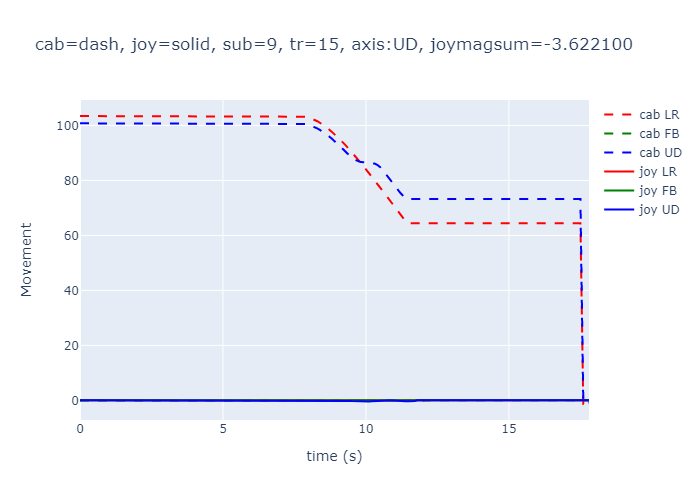 cab=dash, joy=solid, sub=9, tr=15, axis:UD, joymagsum=-3.622100
cab LR
cab FB
cab UD
joy LR
joy FB
joy UD
Movement
100
80
60
40
20
0
0 5 10 15
time (s)